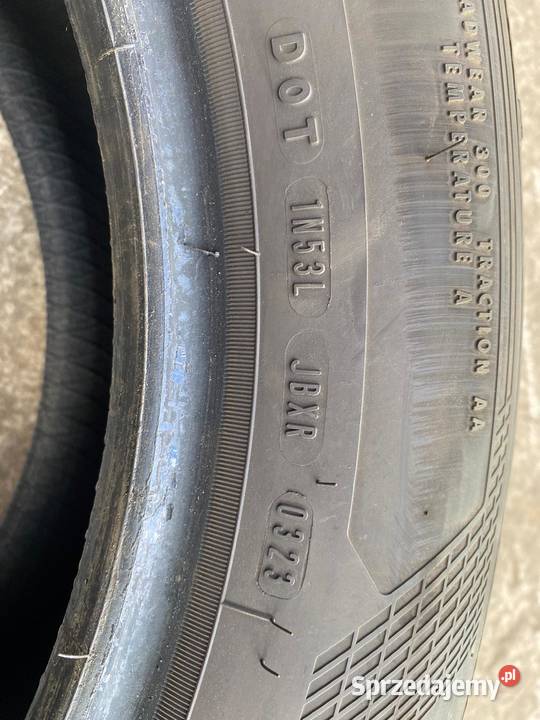 DOT 1N53L JBXR 0323
TREADWEAR 300 TRACTION AA
TEMPERATURE A
Sprzedajemy.pl